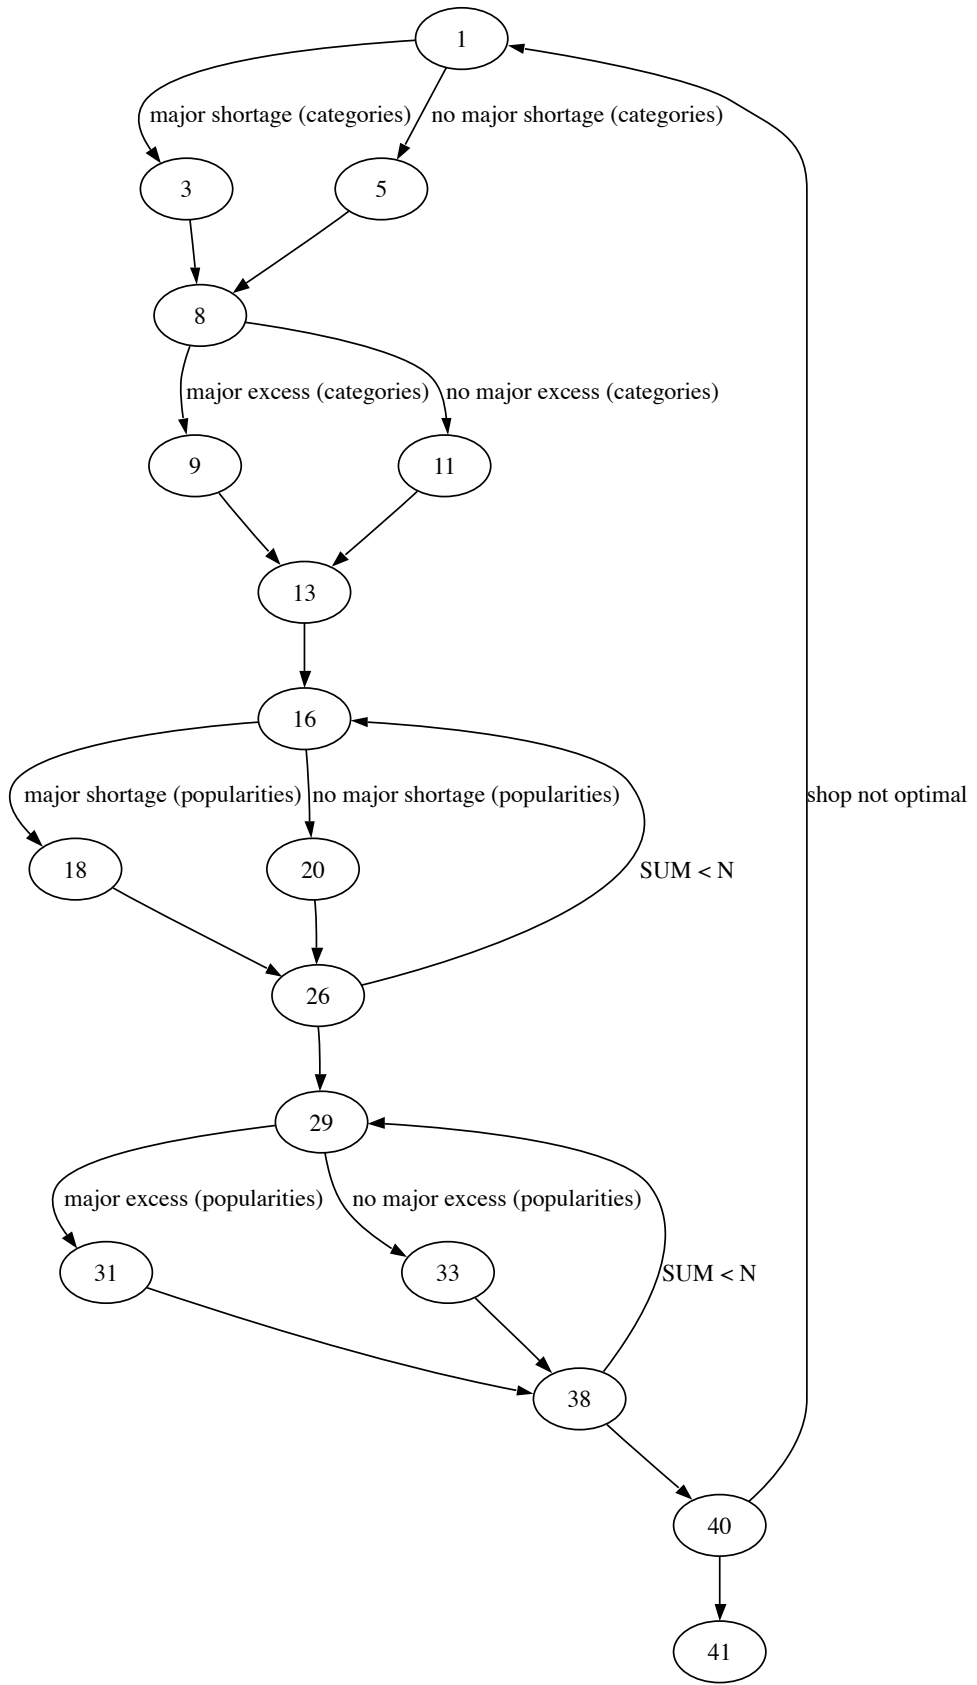 1
major shortage (categories)
no major shortage (categories)
3
5
8
major excess (categories)
no major excess (categories)
9
11
13
16
major shortage (popularities)
no major shortage (popularities)
shop not optimal
18
20
SUM < N
26
29
major excess (popularities)
no major excess (popularities)
31
33
SUM < N
38
40
41